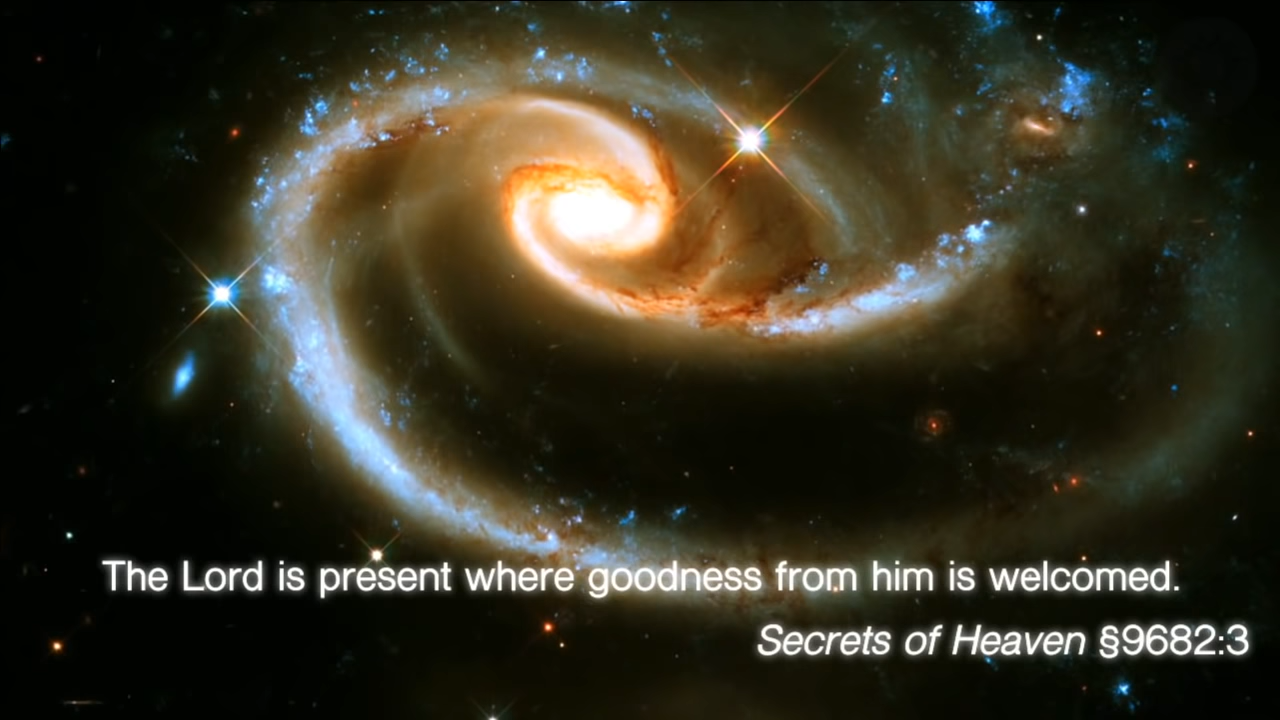 The Lord is present where goodness from him is welcomed.
Secrets of Heaven §9682:3